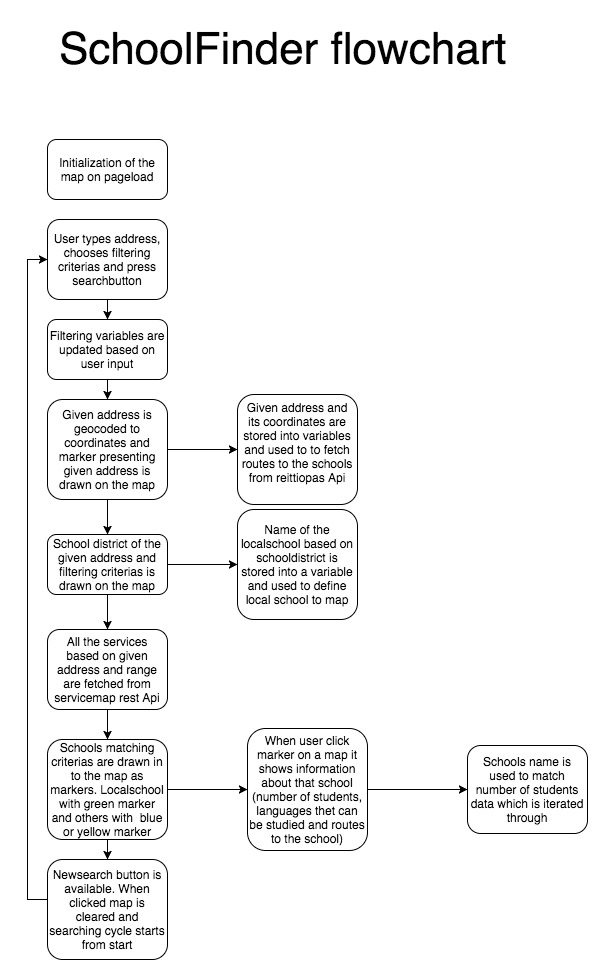 SchoolFinder flowchart
Initialization of the
map on pageload
User types address,
chooses filtering
criterias and press
searchbutton
Filtering variables are
updated based on
user input
Given address is
geocoded to
coordinates and
marker presenting
given address is
drawn on the map
Given address and
its coordinates are
stored into variables
and used to to fetch
routes to the schools
from reittiopas Api
School district of the
given address and
filtering criterias is
drawn on the map
Name of the
localschool based on
schooldistrict is
stored into a variable
and used to define
local school to map
All the services
based on given
address and range
are fetched from
servicemap rest Api
Schools matching
criterias are drawn in
to the map as
markers. Localschool
with green marker
and others with blue
or yellow marker
When user click
marker on a map it
shows information
about that school
(number of students,
languages thet can
be studied and routes
to the school)
Schools name is
used to match
number of students
data which is iterated
through
Newsearch button is
available. When
clicked map is
cleared and
searching cycle starts
from start